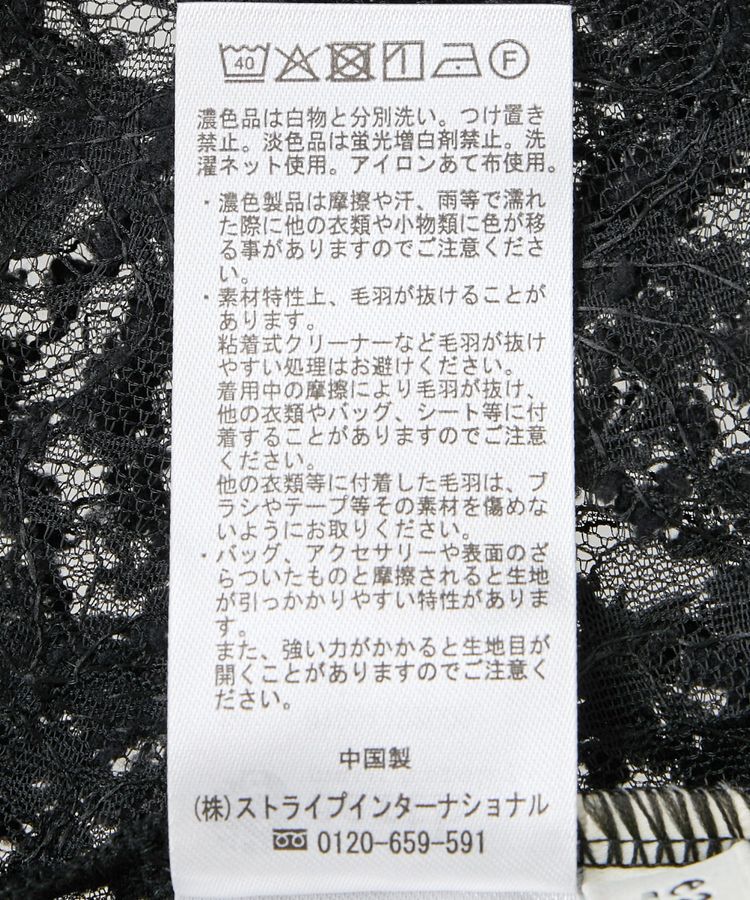 40
F
濃色品は白物と分別洗い。つけ置き
禁止。淡色品は蛍光増白剤禁止。洗
濯ネット使用。アイロンあて布使用。
・濃色製品は摩擦や汗、雨等で濡れ
た際に他の衣類や小物類に色が移
る事がありますのでご注意くださ
い。
・素材特性上、毛羽が抜けることが
あります。
粘着式クリーナーなど毛羽が抜け
やすい処理はお避けください。
着用中の摩擦により毛羽が抜け、
他の衣類やバッグ、シート等に付
着することがありますのでご注意
ください。
他の衣類等に付着した毛羽は、ブ
ラシやテープ等その素材を傷めな
いようにお取りください。
・バッグ、アクセサリーや表面のざ
らついたものと摩擦されると生地
が引っかかりやすい特性がありま
す。
また、強い力がかかると生地目が
開くことがありますのでご注意く
ださい。
中国製
(株)ストライプインターナショナル
0120-659-591